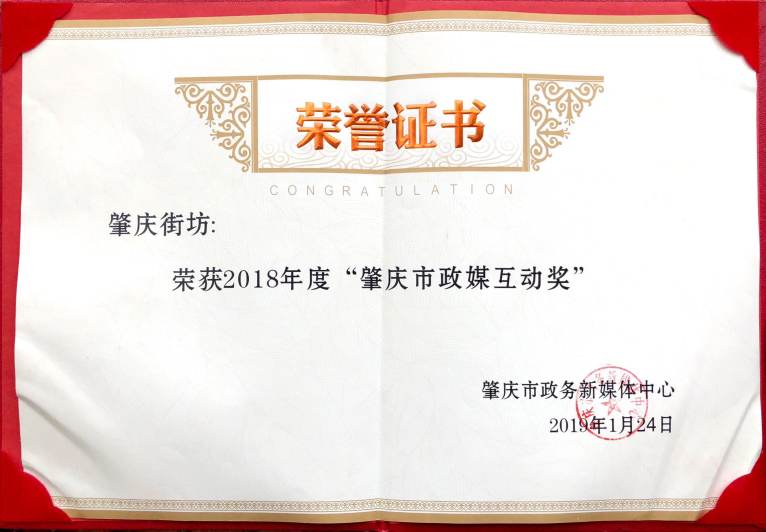 荣誉证书
CONGRATULATION
肇庆街坊:
荣获2018年度“肇庆市政媒互动奖”
肇庆市政务新媒体中心
2019年1月24日